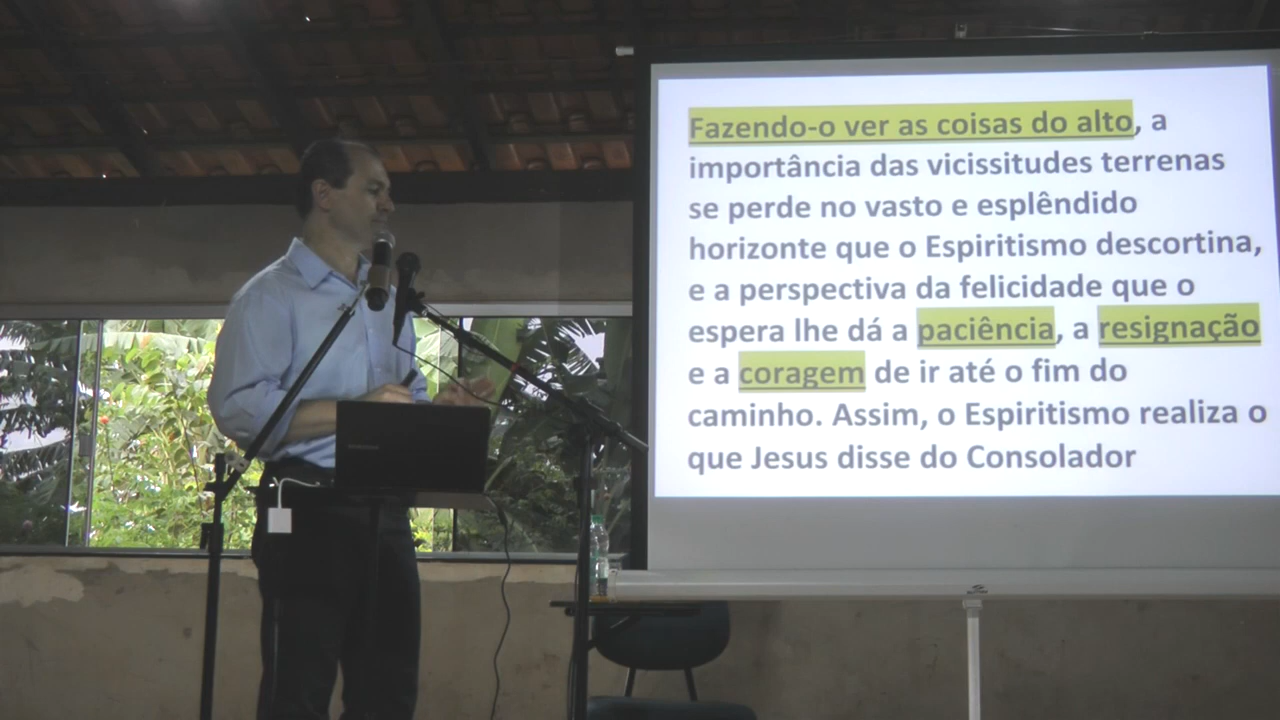 Fazendo-o ver as coisas do alto, a
importância das vicissitudes terrenas
se perde no vasto e esplêndido
horizonte que o Espiritismo descortina,
e a perspectiva da felicidade que o
espera lhe dá a paciência, a resignação
e a coragem de ir até o fim do
caminho. Assim, o Espiritismo realiza o
que Jesus disse do Consolador